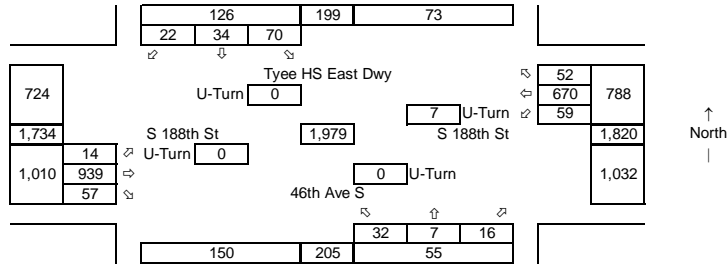 126 199 73
22 34 70
⬃ ⇩ ⬂
Tyee HS East Dwy ⬁ 52
724 U-Turn 0 ⇦ 670 788 ↑
7 U-Turn ⬃ 59
1,734 S 188th St 1,979 S 188th St 1,820 North
14 ⬀ U-Turn 0 |
1,010 939 ⇨ 0 U-Turn 1,032
57 ⬂ 46th Ave S
⬁ ⇧ ⬀
32 7 16
150 205 55